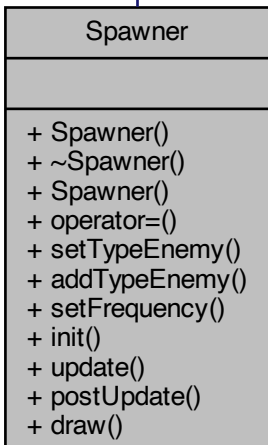 Spawner
+ Spawner()
+ ~Spawner()
+ Spawner()
+ operator=()
+ setTypeEnemy()
+ addTypeEnemy()
+ setFrequency()
+ init()
+ update()
+ postUpdate()
+ draw()